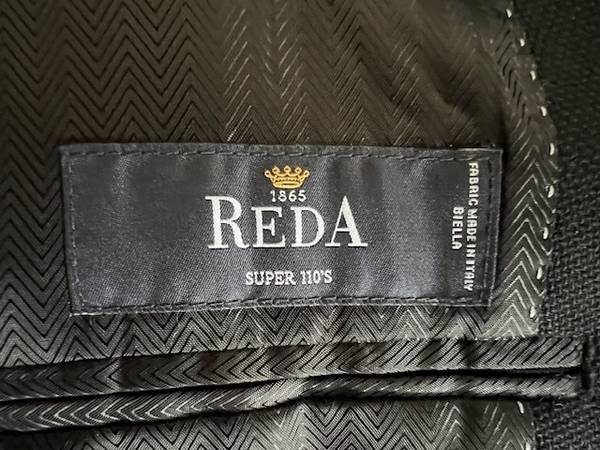 1865
REDA
SUPER 110'S
FABRIC MADE IN ITALY
BIELLA